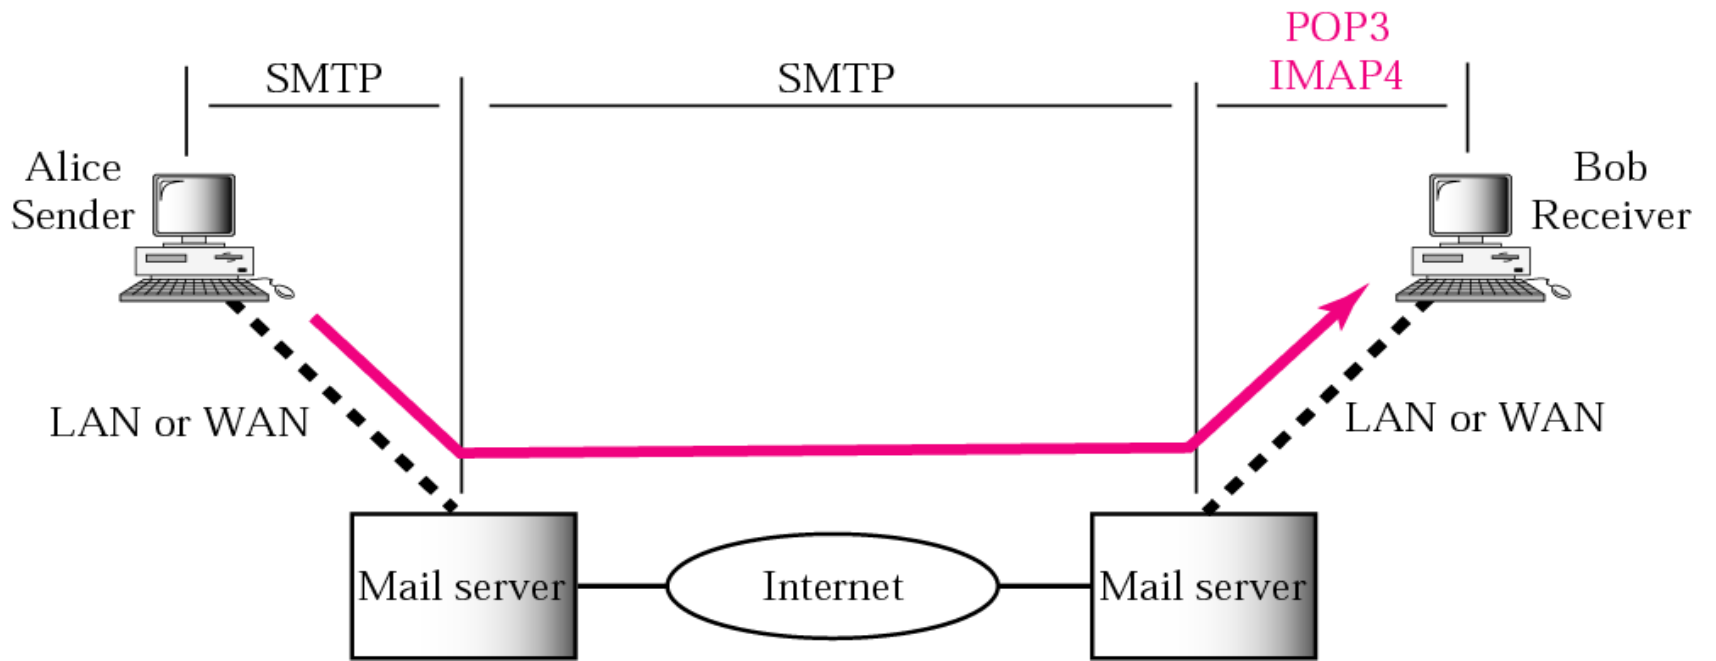 POP3
SMTP
SMTP
IMAP4
Alice
Sender
Bob
Receiver
LAN or WAN
LAN or WAN
Mail server
Internet
Mail server